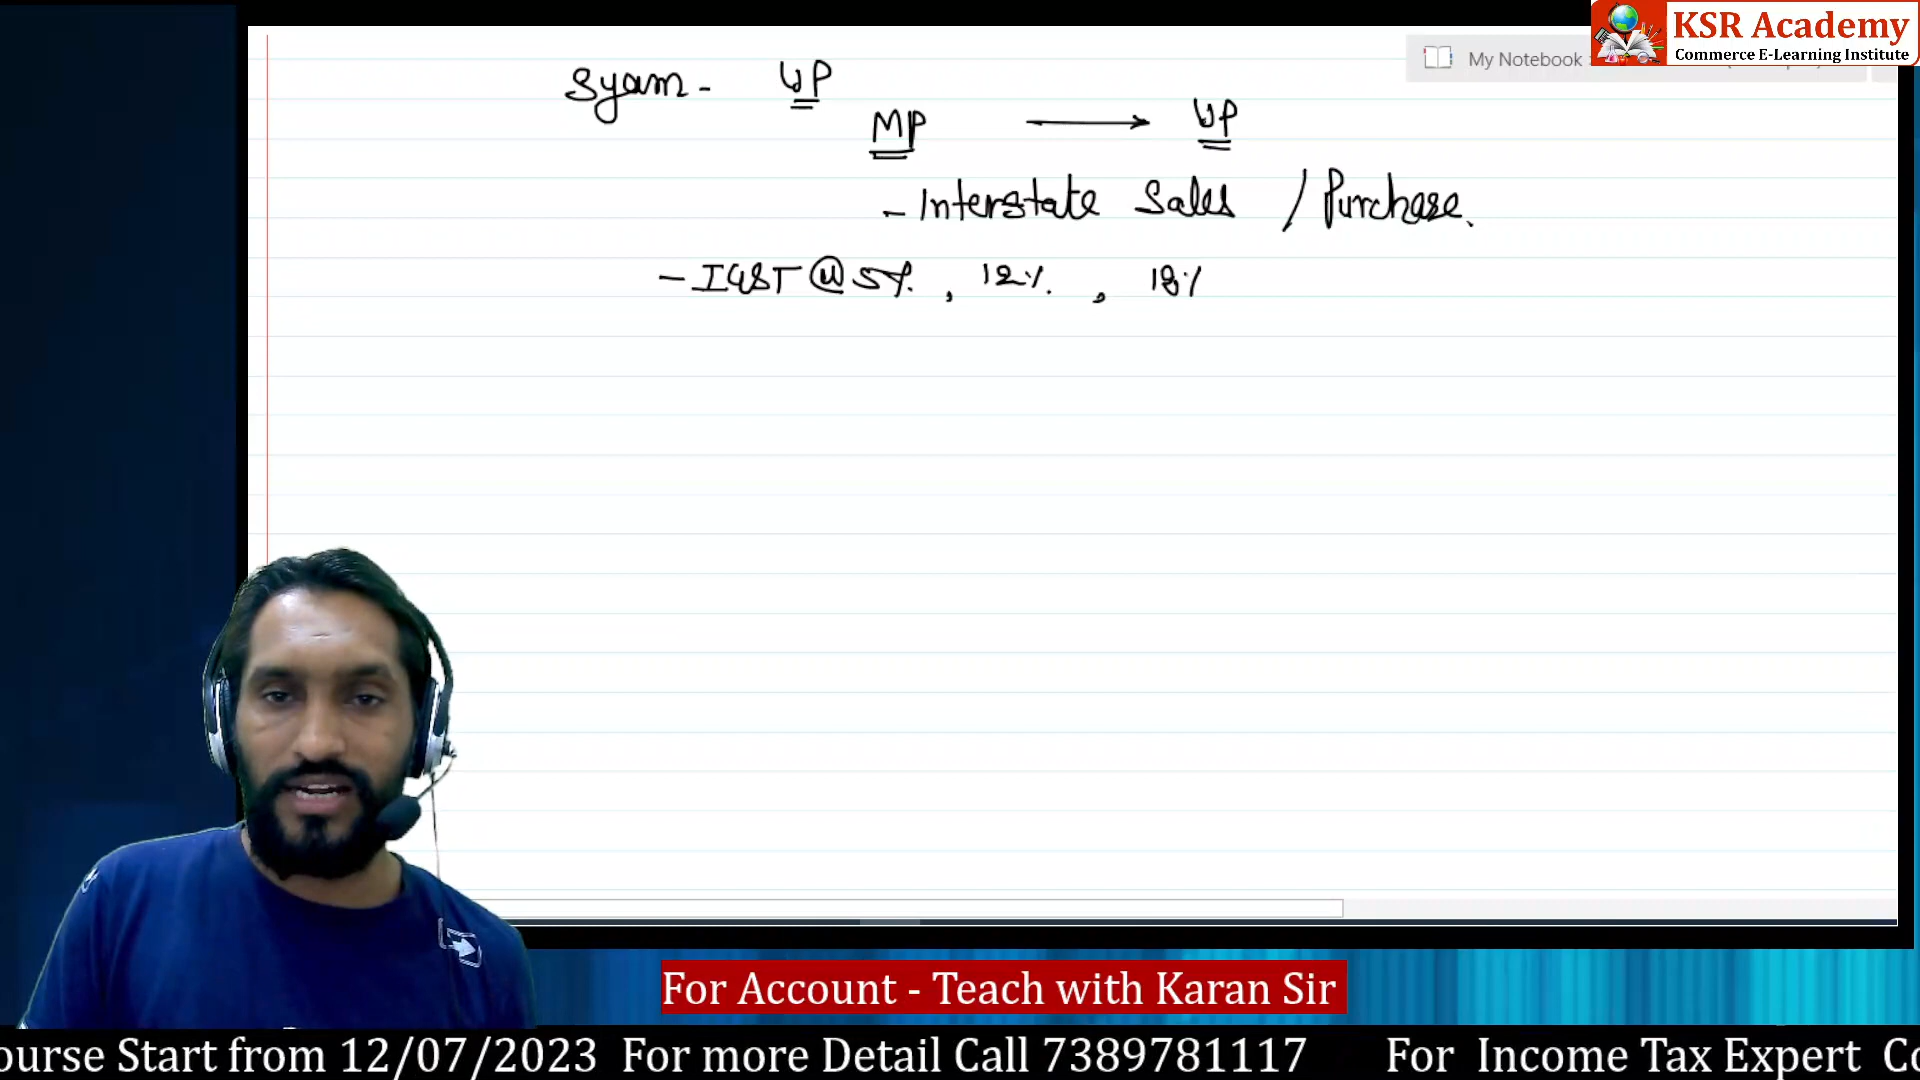 KSR Academy
Commerce E-Learning Institute
My Notebook
Syam - UP
MP → UP
- Interstate Sales / Purchase.
- IGST @ 5%, 12%, 18%
For Account - Teach with Karan Sir
ourse Start from 12/07/2023 For more Detail Call 7389781117 For Income Tax Expert Co